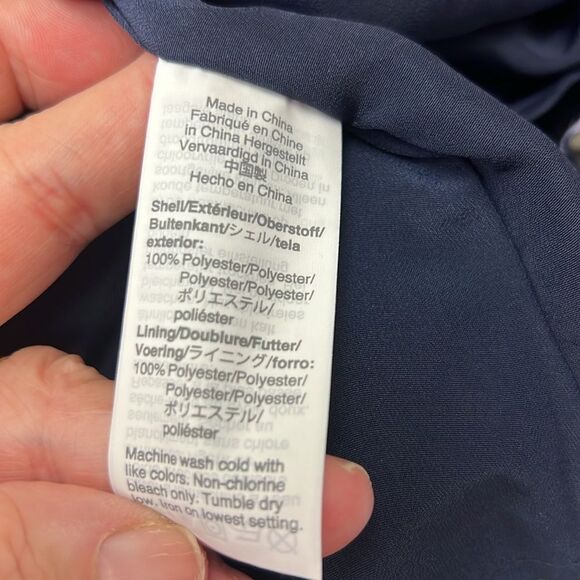 Made in China
Fabriqué en Chine
in China Hergestellt
Vervaardigd in China
中国製
Hecho en China
Shell/Extérieur/Oberstoff/
Buitenkant/シェル/tela
exterior:
100% Polyester/Polyester/
Polyester/Polyester/
ポリエステル/
poliéster
Lining/Doublure/Futter/
Voering/ライニング/forro:
100% Polyester/Polyester/
Polyester/Polyester/
ポリエステル/
poliéster
Machine wash cold with
like colors. Non-chlorine
bleach only. Tumble dry
low. Iron on lowest setting.